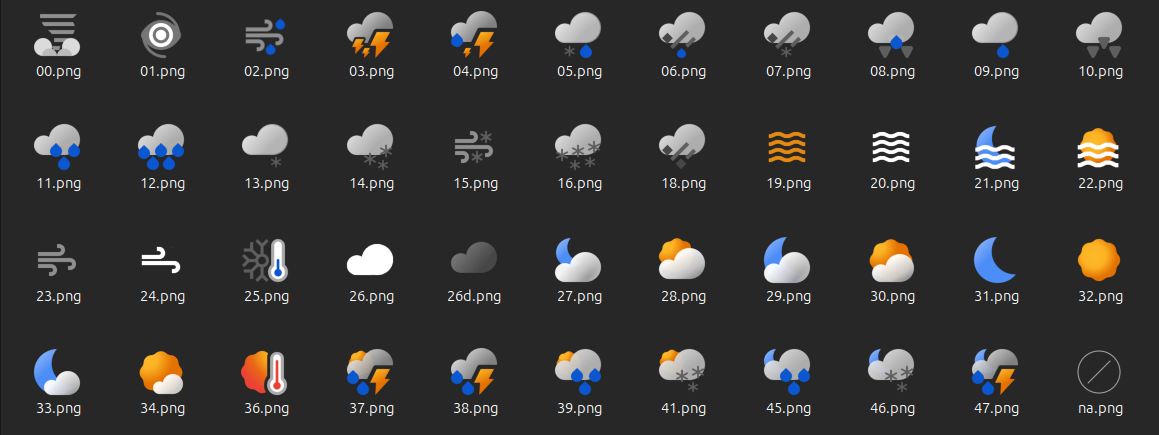 00.png 01.png 02.png 03.png 04.png 05.png 06.png 07.png 08.png 09.png 10.png
11.png 12.png 13.png 14.png 15.png 16.png 18.png 19.png 20.png 21.png 22.png
23.png 24.png 25.png 26.png 26d.png 27.png 28.png 29.png 30.png 31.png 32.png
33.png 34.png 36.png 37.png 38.png 39.png 41.png 45.png 46.png 47.png na.png